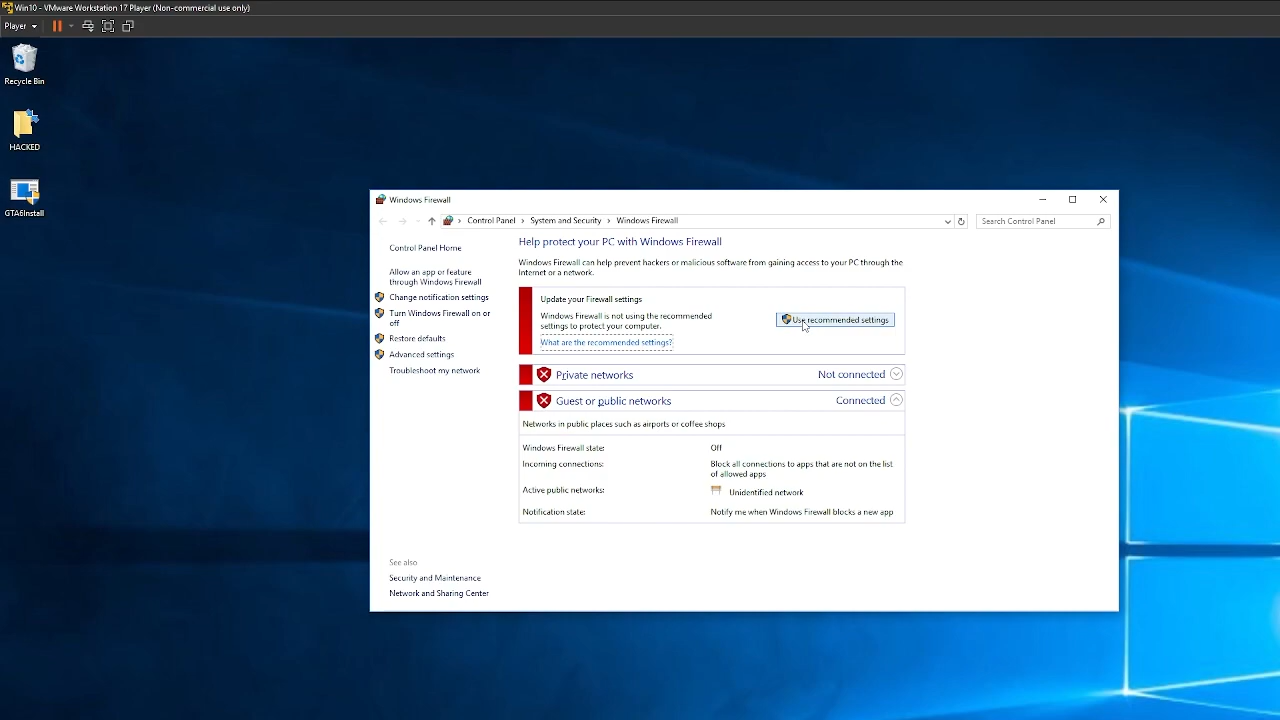 Win10 - VMware Workstation 17 Player (Non-commercial use only)
Player
Recycle Bin
HACKED
GTA6Install
Windows Firewall
Control Panel > System and Security > Windows Firewall
Search Control Panel
Control Panel Home
Allow an app or feature
through Windows Firewall
Change notification settings
Turn Windows Firewall on or
off
Restore defaults
Advanced settings
Troubleshoot my network
See also
Security and Maintenance
Network and Sharing Center
Help protect your PC with Windows Firewall
Windows Firewall can help prevent hackers or malicious software from gaining access to your PC through the
Internet or a network.
Update your Firewall settings
Windows Firewall is not using the recommended
settings to protect your computer.
What are the recommended settings?
Use recommended settings
Private networks Not connected
Guest or public networks Connected
Networks in public places such as airports or coffee shops
Windows Firewall state: Off
Incoming connections: Block all connections to apps that are not on the list
of allowed apps
Active public networks: Unidentified network
Notification state: Notify me when Windows Firewall blocks a new app